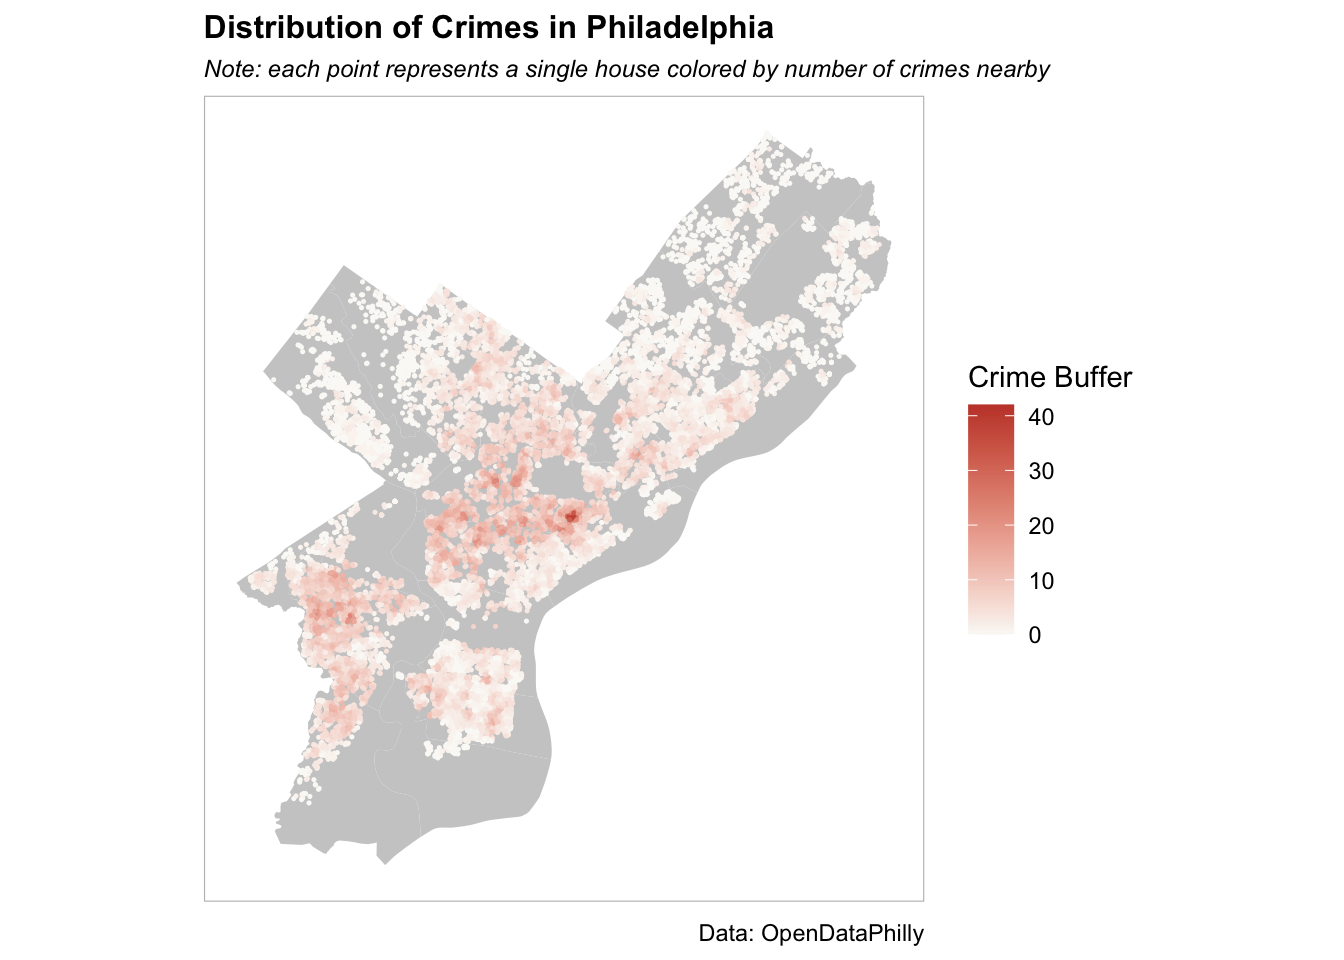 Distribution of Crimes in Philadelphia
Note: each point represents a single house colored by number of crimes nearby
Crime Buffer
40
30
20
10
0
Data: OpenDataPhilly